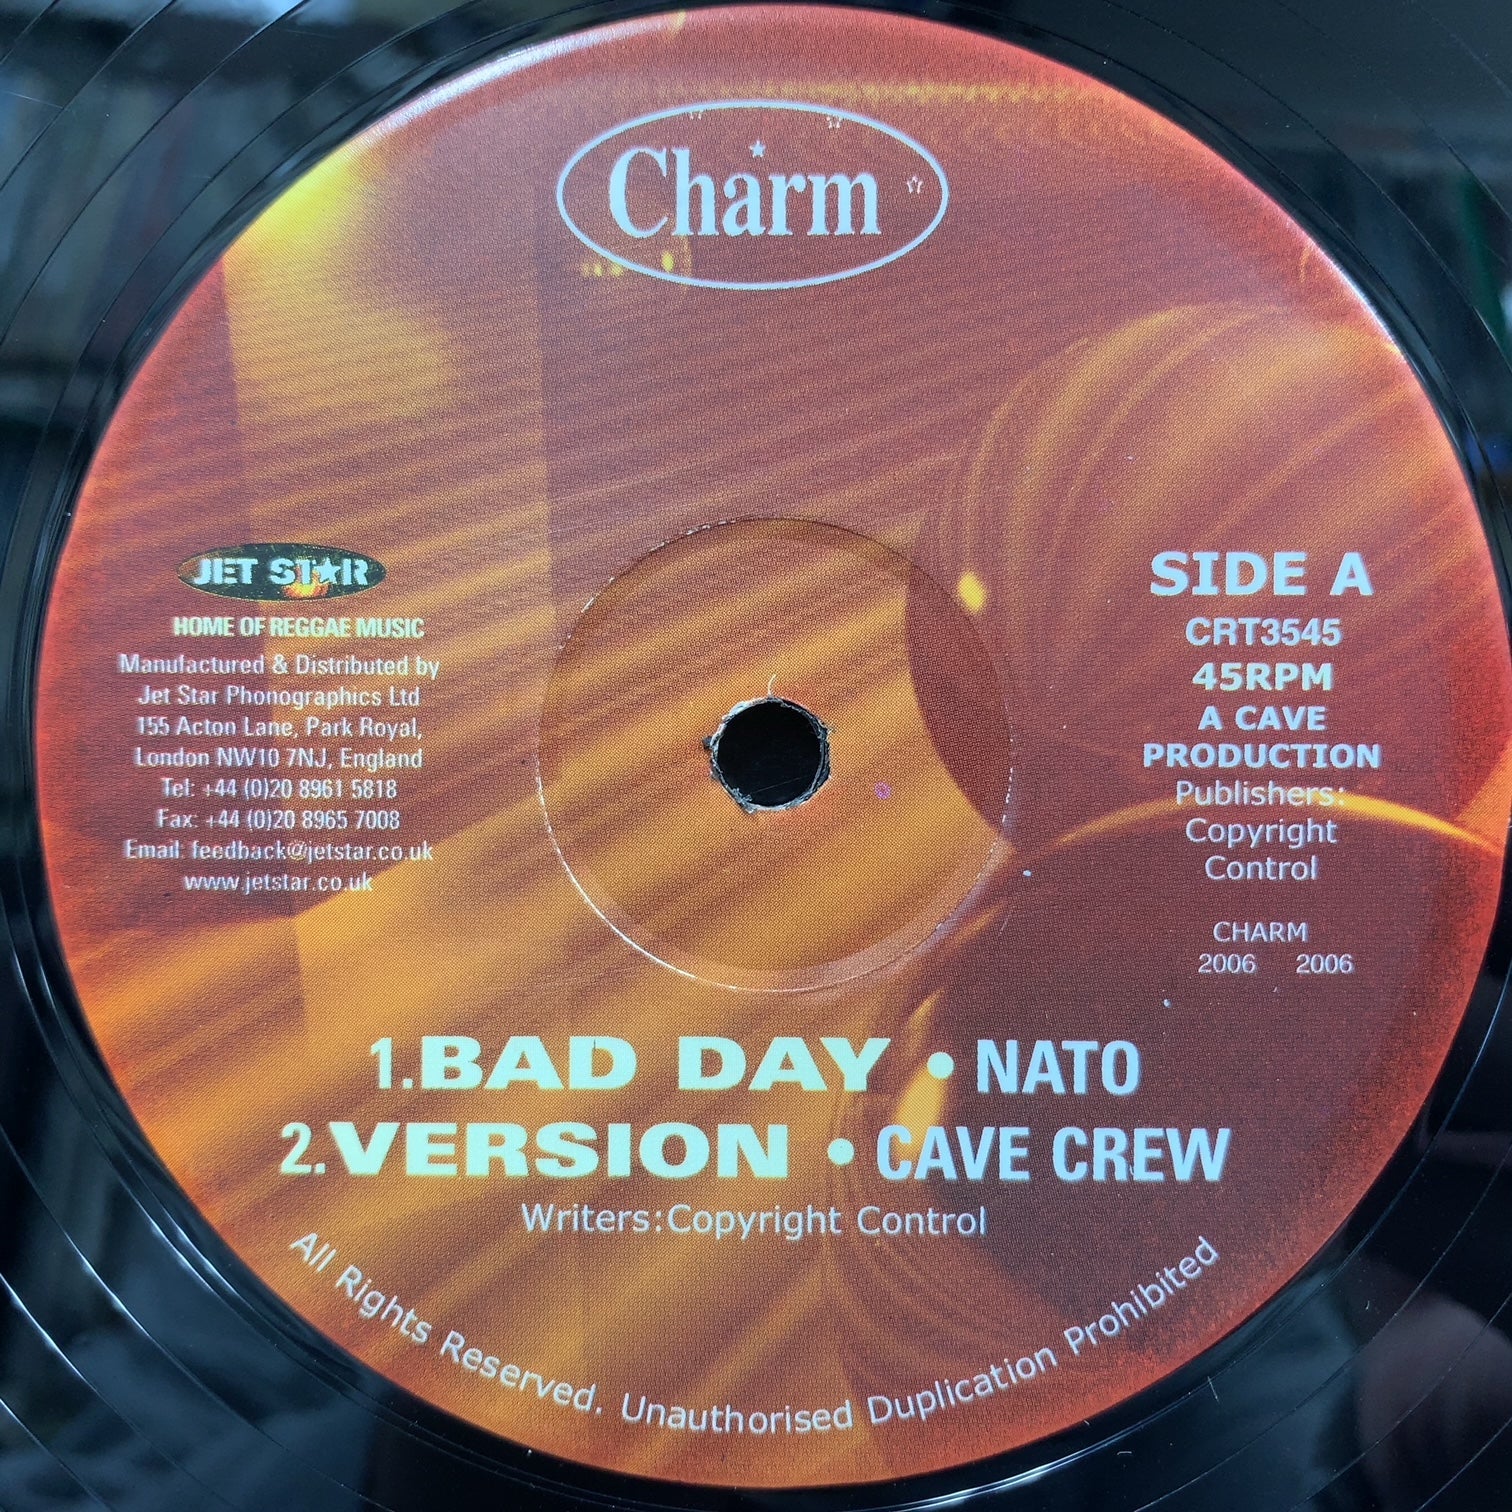 Charm
JET STAR
HOME OF REGGAE MUSIC
Manufactured & Distributed by
Jet Star Phonographics Ltd
155 Acton Lane, Park Royal,
London NW10 7NJ, England
Tel: +44 (0)20 8961 5818
Fax: +44 (0)20 8965 7008
Email: feedback@jetstar.co.uk
www.jetstar.co.uk
SIDE A
CRT3545
45RPM
A CAVE
PRODUCTION
Publishers:
Copyright
Control
CHARM
2006 2006
1.BAD DAY • NATO
2.VERSION • CAVE CREW
Writers:Copyright Control
All Rights Reserved. Unauthorised Duplication Prohibited